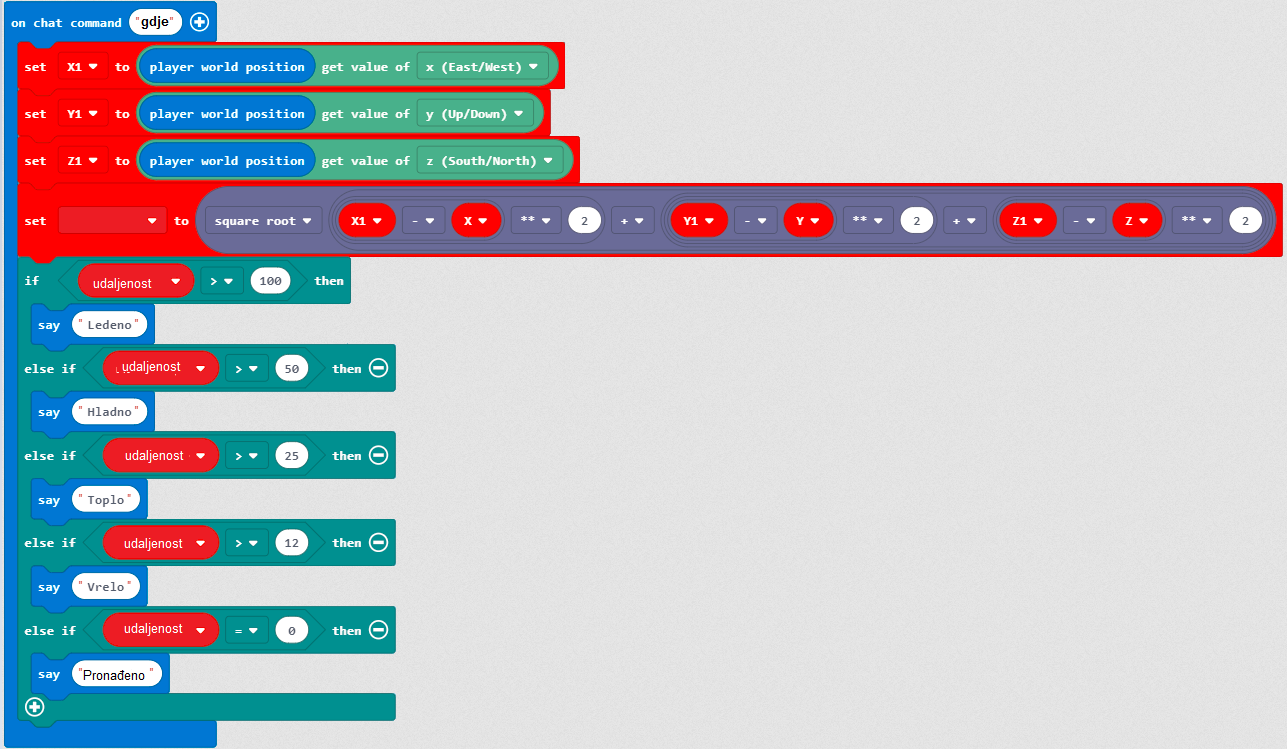 on chat command "gdje"
set X1 to player world position get value of x (East/West)
set Y1 to player world position get value of y (Up/Down)
set Z1 to player world position get value of z (South/North)
set to square root X1 - X ** 2 + Y1 - Y ** 2 + Z1 - Z ** 2
if udaljenost > 100 then
say "Ledeno"
else if udaljenost > 50 then
say "Hladno"
else if udaljenost > 25 then
say "Toplo"
else if udaljenost > 12 then
say "Vrelo"
else if udaljenost = 0 then
say "Pronađeno"